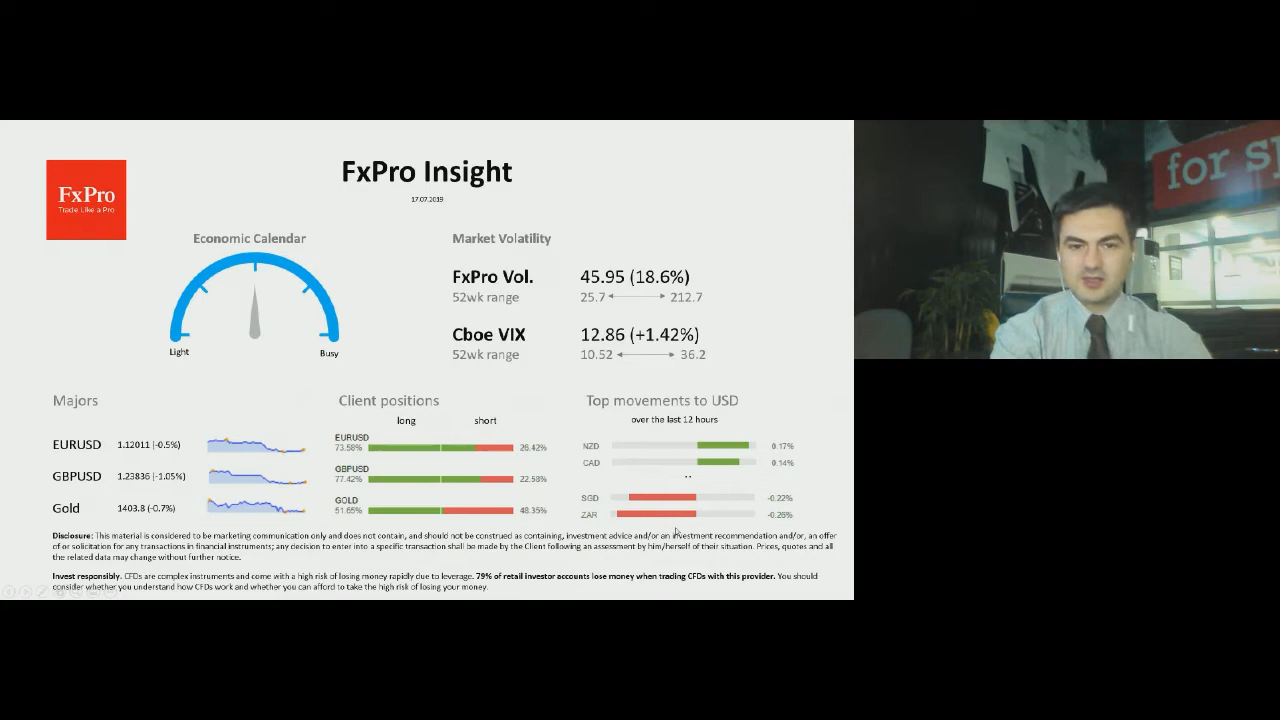 FxPro
Trade Like a Pro
FxPro Insight
17.07.2019
for sp
Economic Calendar
Light
Busy
Market Volatility
FxPro Vol. 45.95 (18.6%)
52wk range 25.7 212.7
Cboe VIX 12.86 (+1.42%)
52wk range 10.52 36.2
Majors
EURUSD 1.12011 (-0.5%)
GBPUSD 1.23836 (-1.05%)
Gold 1403.8 (-0.7%)
Client positions
long short
EURUSD
73.58% 26.42%
GBPUSD
77.42% 22.58%
GOLD
51.65% 48.35%
Top movements to USD
over the last 12 hours
NZD 0.17%
CAD 0.14%
..
SGD -0.22%
ZAR -0.26%
Disclosure: This material is considered to be marketing communication only and does not contain, and should not be construed as containing, investment advice and/or an investment recommendation and/or, an offer
of or solicitation for any transactions in financial instruments; any decision to enter into a specific transaction shall be made by the Client following an assessment by him/herself of their situation. Prices, quotes and all
the related data may change without further notice.
Invest responsibly. CFDs are complex instruments and come with a high risk of losing money rapidly due to leverage. 79% of retail investor accounts lose money when trading CFDs with this provider. You should
consider whether you understand how CFDs work and whether you can afford to take the high risk of losing your money.